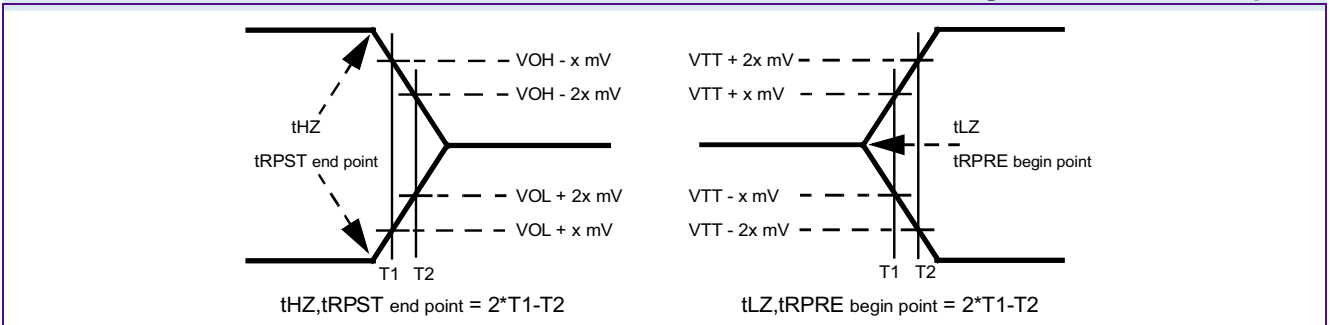 VOH - x mV
VOH - 2x mV
tHZ
tRPST end point
VOL + 2x mV
VOL + x mV
T1 T2
tHZ,tRPST end point = 2*T1-T2
VTT + 2x mV
VTT + x mV
tLZ
tRPRE begin point
VTT - x mV
VTT - 2x mV
T1 T2
tLZ,tRPRE begin point = 2*T1-T2